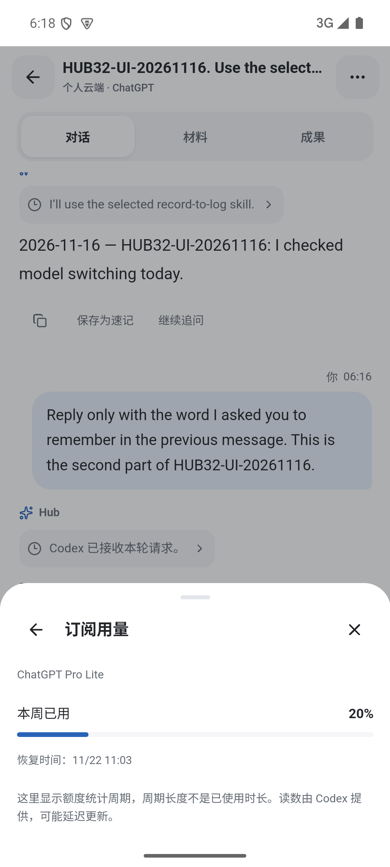 6:18
3G
HUB32-UI-20261116. Use the select…
个人云端 · ChatGPT
对话
材料
成果
I'll use the selected record-to-log skill.
2026-11-16 — HUB32-UI-20261116: I checked
model switching today.
保存为速记
继续追问
你 06:16
Reply only with the word I asked you to
remember in the previous message. This is
the second part of HUB32-UI-20261116.
Hub
Codex 已接收本轮请求。
订阅用量
ChatGPT Pro Lite
本周已用
20%
恢复时间：11/22 11:03
这里显示额度统计周期，周期长度不是已使用时长。读数由 Codex 提
供，可能延迟更新。